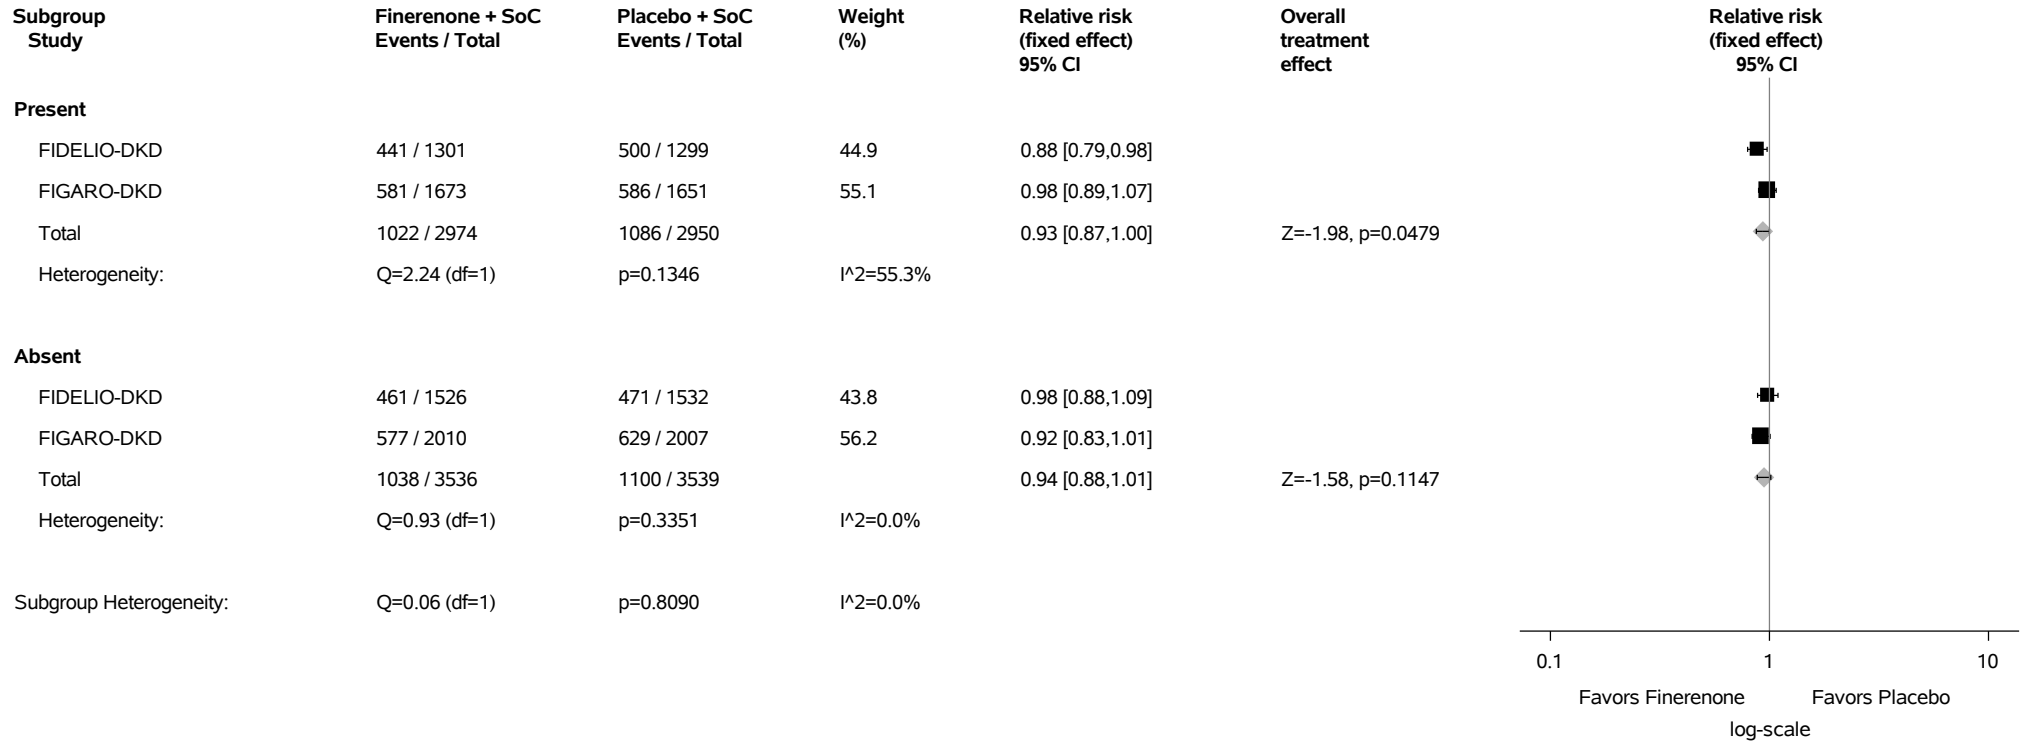 Subgroup Finerenone + SoC Placebo + SoC Weight Relative risk Overall Relative risk
Study Events / Total Events / Total (%) (fixed effect) treatment (fixed effect)
95% CI effect 95% CI
Present
FIDELIO-DKD 441 / 1301 500 / 1299 44.9 0.88 [0.79,0.98]
FIGARO-DKD 581 / 1673 586 / 1651 55.1 0.98 [0.89,1.07]
Total 1022 / 2974 1086 / 2950 0.93 [0.87,1.00] Z=-1.98, p=0.0479
Heterogeneity: Q=2.24 (df=1) p=0.1346 I^2=55.3%
Absent
FIDELIO-DKD 461 / 1526 471 / 1532 43.8 0.98 [0.88,1.09]
FIGARO-DKD 577 / 2010 629 / 2007 56.2 0.92 [0.83,1.01]
Total 1038 / 3536 1100 / 3539 0.94 [0.88,1.01] Z=-1.58, p=0.1147
Heterogeneity: Q=0.93 (df=1) p=0.3351 I^2=0.0%
Subgroup Heterogeneity: Q=0.06 (df=1) p=0.8090 I^2=0.0%
0.1 1 10
Favors Finerenone Favors Placebo
log-scale